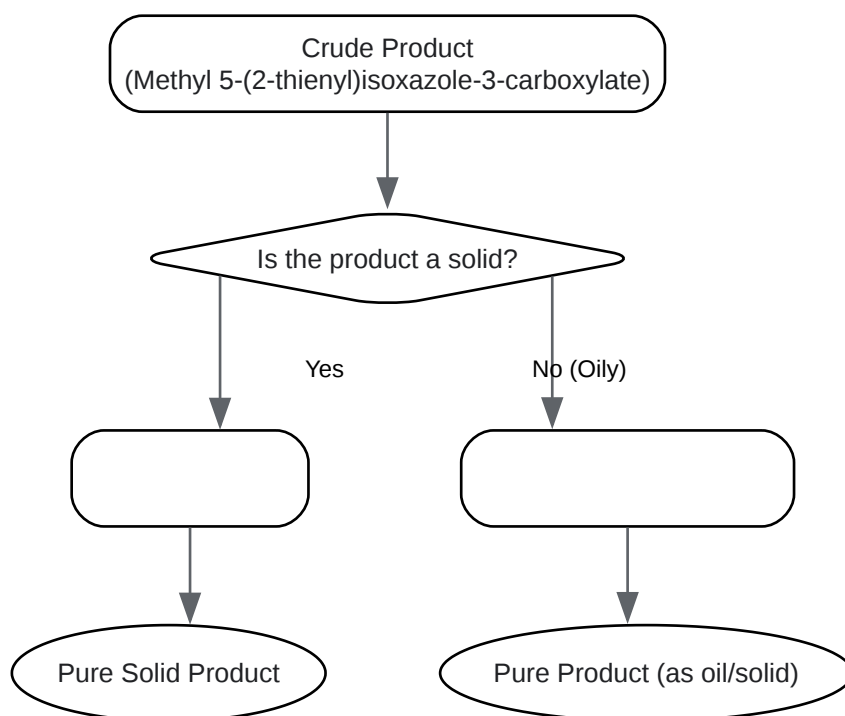 Crude Product
(Methyl 5-(2-thienyl)isoxazole-3-carboxylate)
Is the product a solid?
Yes
No (Oily)
Pure Solid Product
Pure Product (as oil/solid)